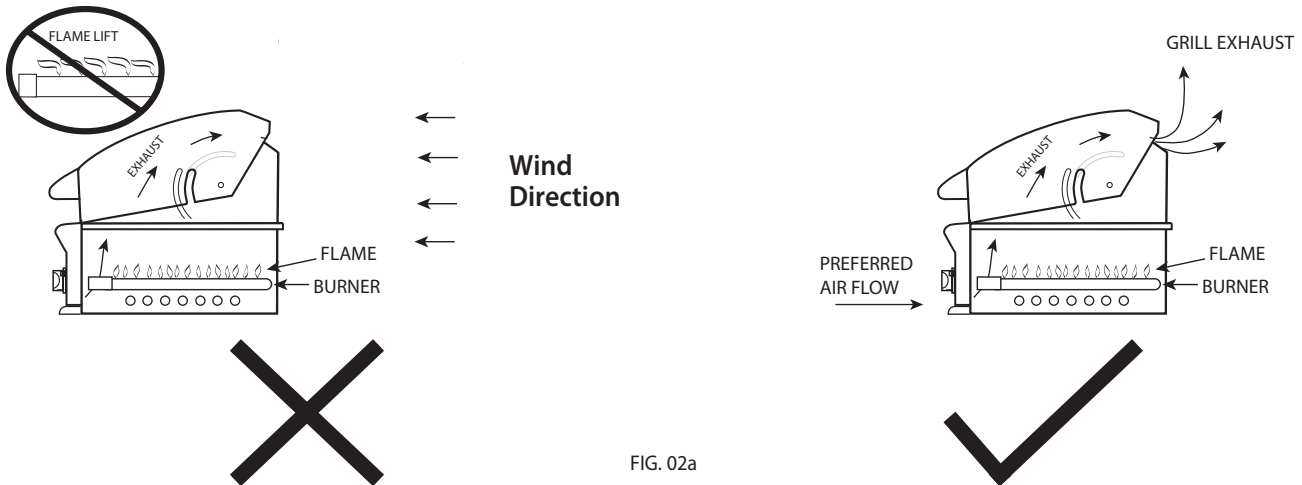 FLAME LIFT
EXHAUST
FLAME
BURNER
Wind
Direction
GRILL EXHAUST
EXHAUST
PREFERRED
AIR FLOW
FLAME
BURNER
FIG. 02a